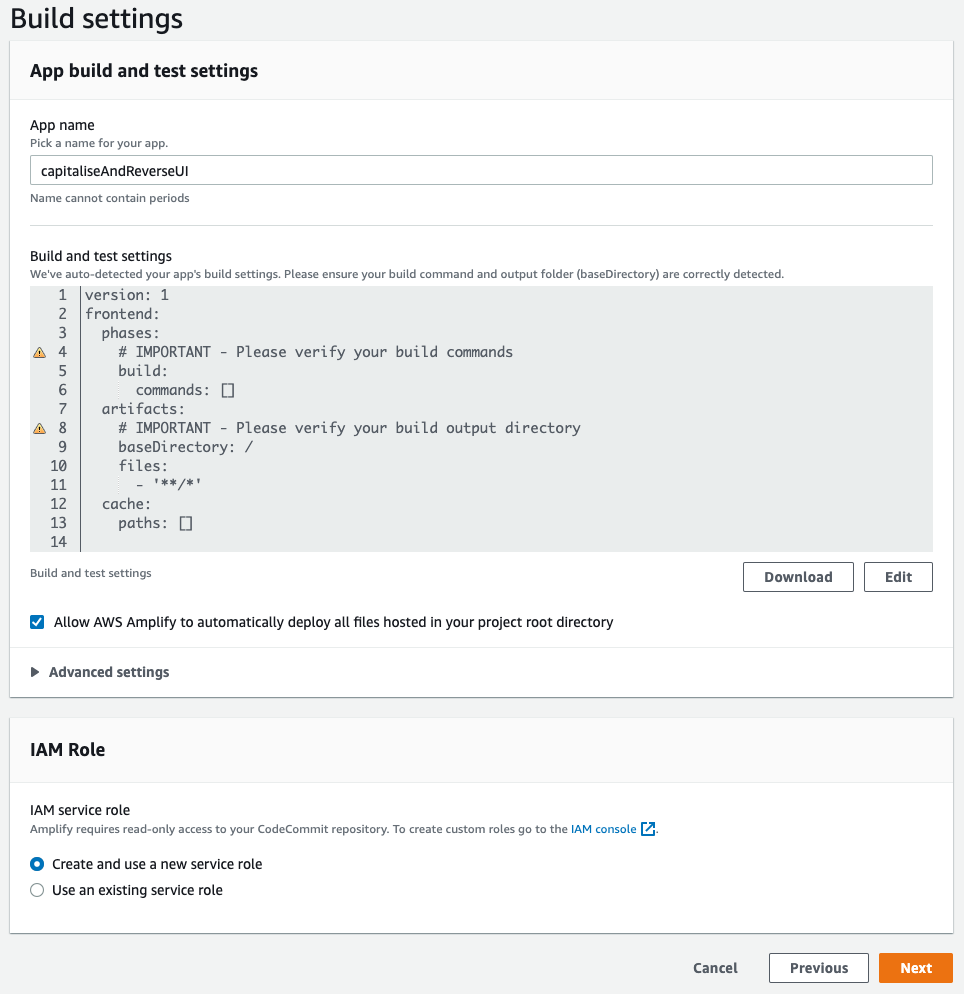 Build settings
App build and test settings
App name
Pick a name for your app.
capitaliseAndReverseUI
Name cannot contain periods
Build and test settings
We've auto-detected your app's build settings. Please ensure your build command and output folder (baseDirectory) are correctly detected.
1 version: 1
2 frontend:
3   phases:
4     # IMPORTANT - Please verify your build commands
5     build:
6       commands: []
7   artifacts:
8     # IMPORTANT - Please verify your build output directory
9     baseDirectory: /
10     files:
11       - '**/*'
12   cache:
13     paths: []
14
Build and test settings
Download Edit
Allow AWS Amplify to automatically deploy all files hosted in your project root directory
Advanced settings
IAM Role
IAM service role
Amplify requires read-only access to your CodeCommit repository. To create custom roles go to the IAM console.
Create and use a new service role
Use an existing service role
Cancel Previous Next